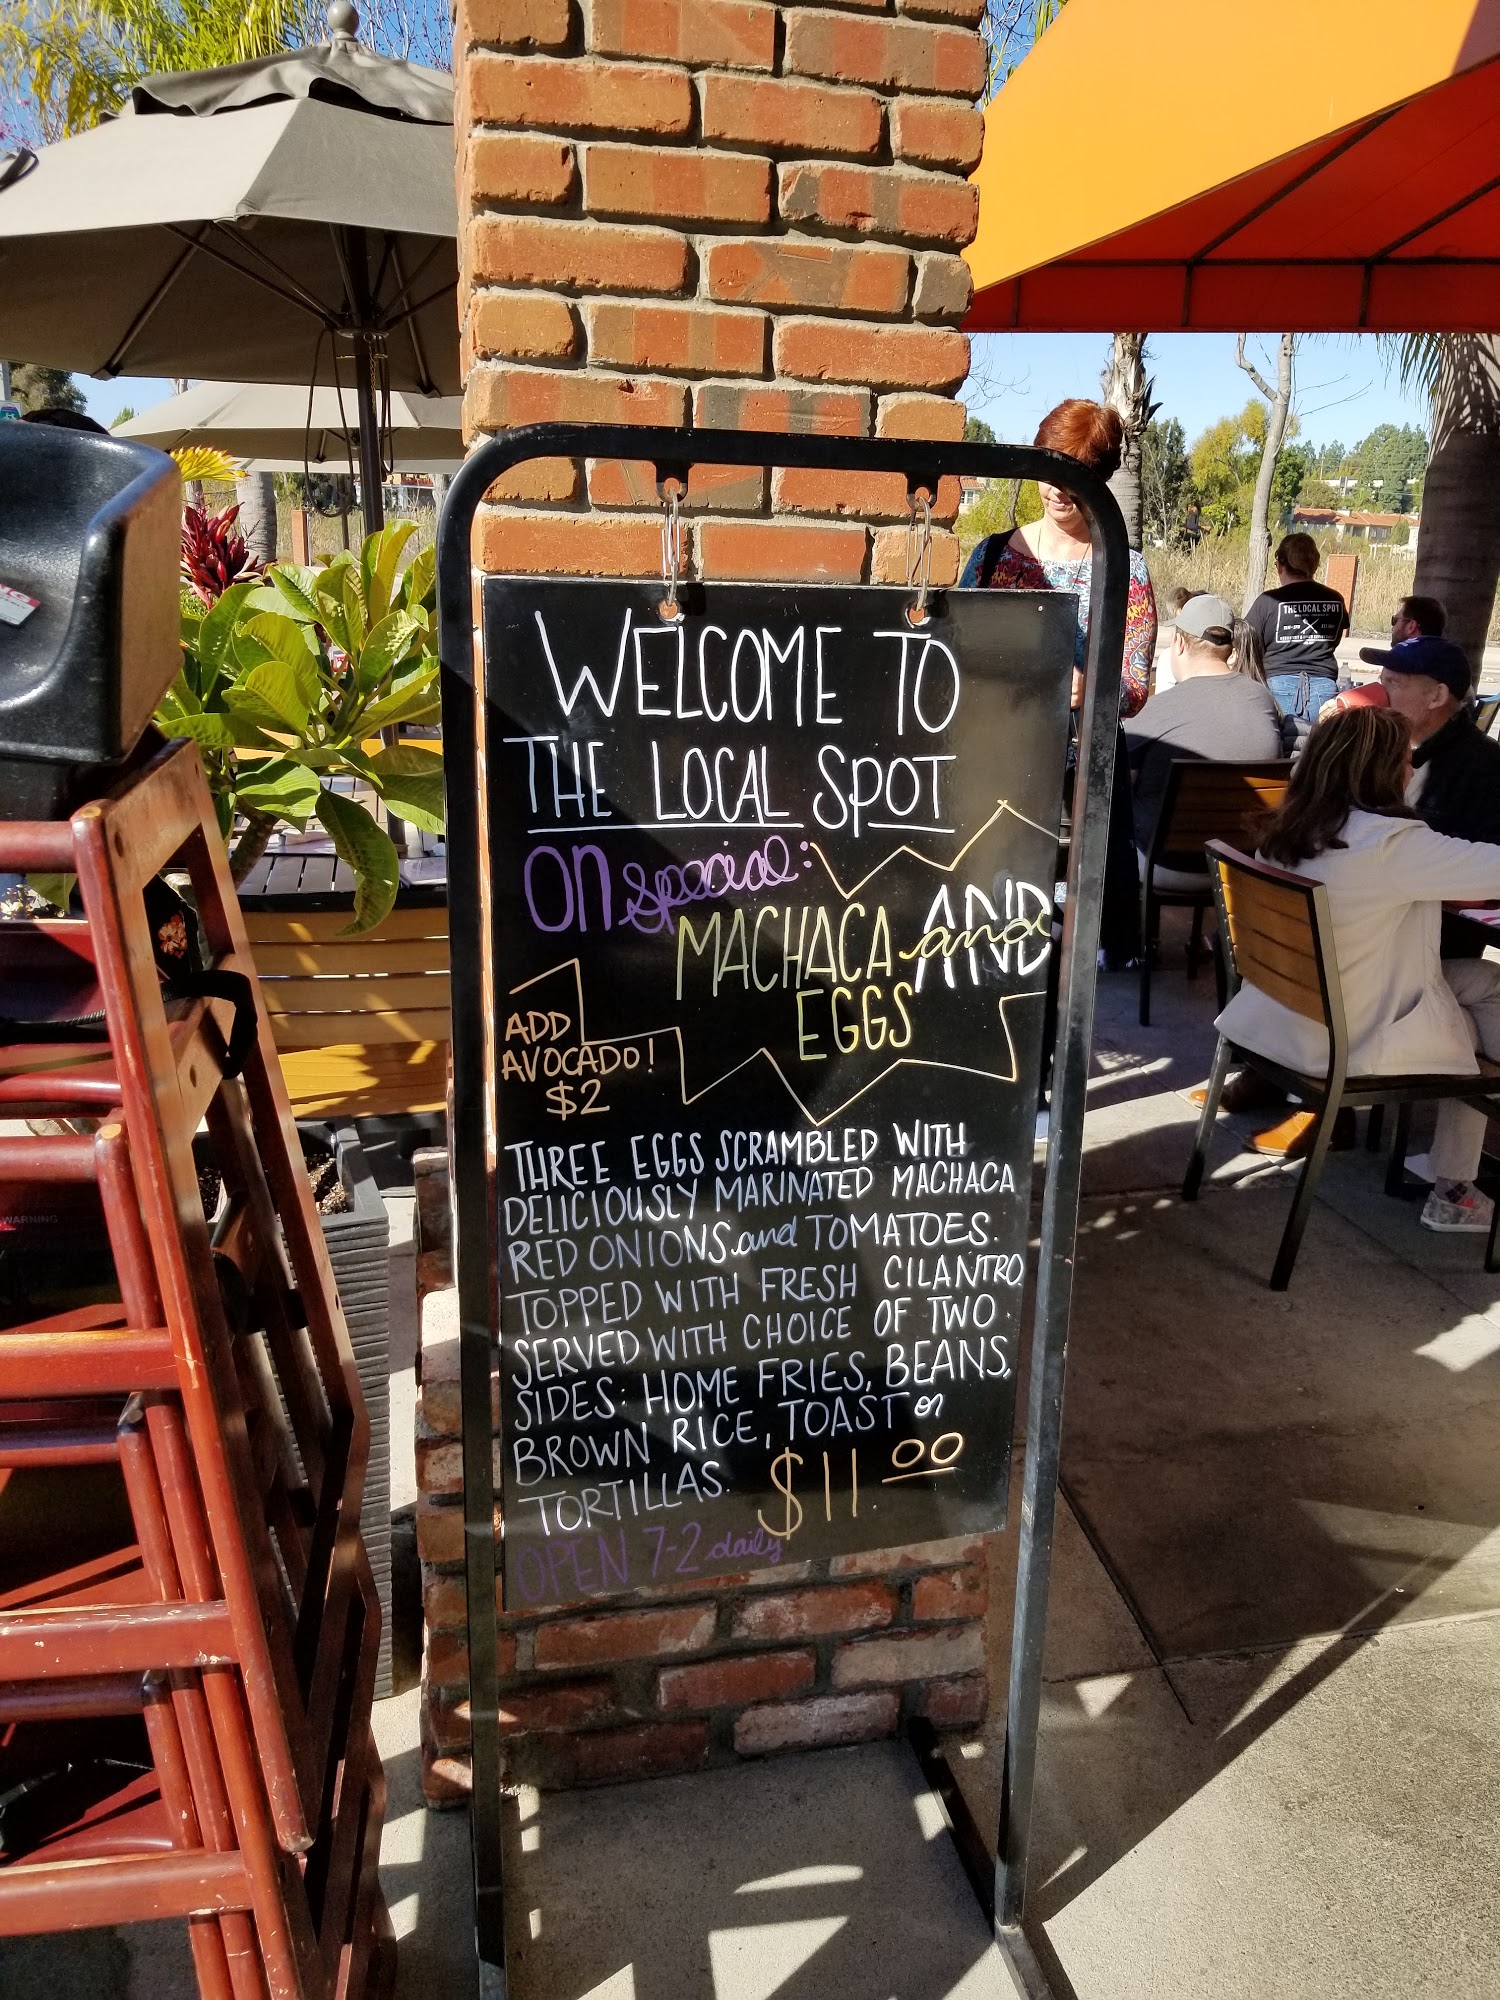 WELCOME TO
THE LOCAL SPOT
ON special:
MACHACA and AND
EGGS
ADD
AVOCADO!
$2
THREE EGGS SCRAMBLED WITH
DELICIOUSLY MARINATED MACHACA
RED ONIONS and TOMATOES.
TOPPED WITH FRESH CILANTRO.
SERVED WITH CHOICE OF TWO
SIDES: HOME FRIES, BEANS,
BROWN RICE, TOAST or
TORTILLAS. $11.00
OPEN 7-2 daily
THE LOCAL SPOT
WARNING